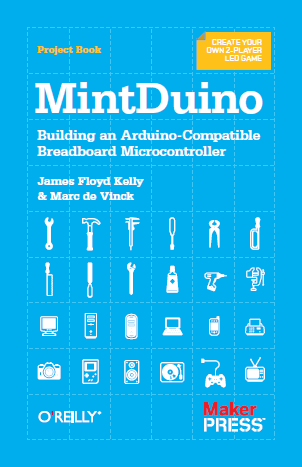 Project Book
CREATE YOUR
OWN 2-PLAYER
LED GAME
MintDuino
Building an Arduino-Compatible
Breadboard Microcontroller
James Floyd Kelly
& Marc de Vinck
O'REILLY®
Maker
PRESS™